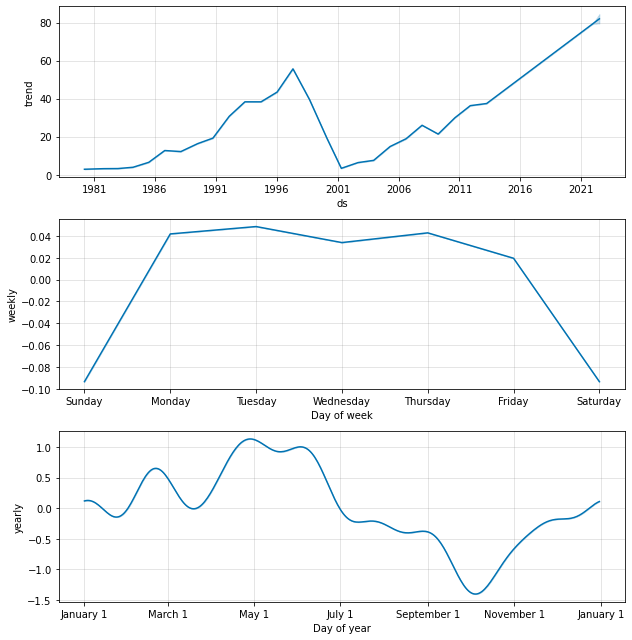 80
60
40
20
0
trend
1981 1986 1991 1996 2001 2006 2011 2016 2021
ds
0.04
0.02
0.00
−0.02
−0.04
−0.06
−0.08
−0.10
weekly
Sunday Monday Tuesday Wednesday Thursday Friday Saturday
Day of week
1.0
0.5
0.0
−0.5
−1.0
−1.5
yearly
January 1 March 1 May 1 July 1 September 1 November 1 January 1
Day of year